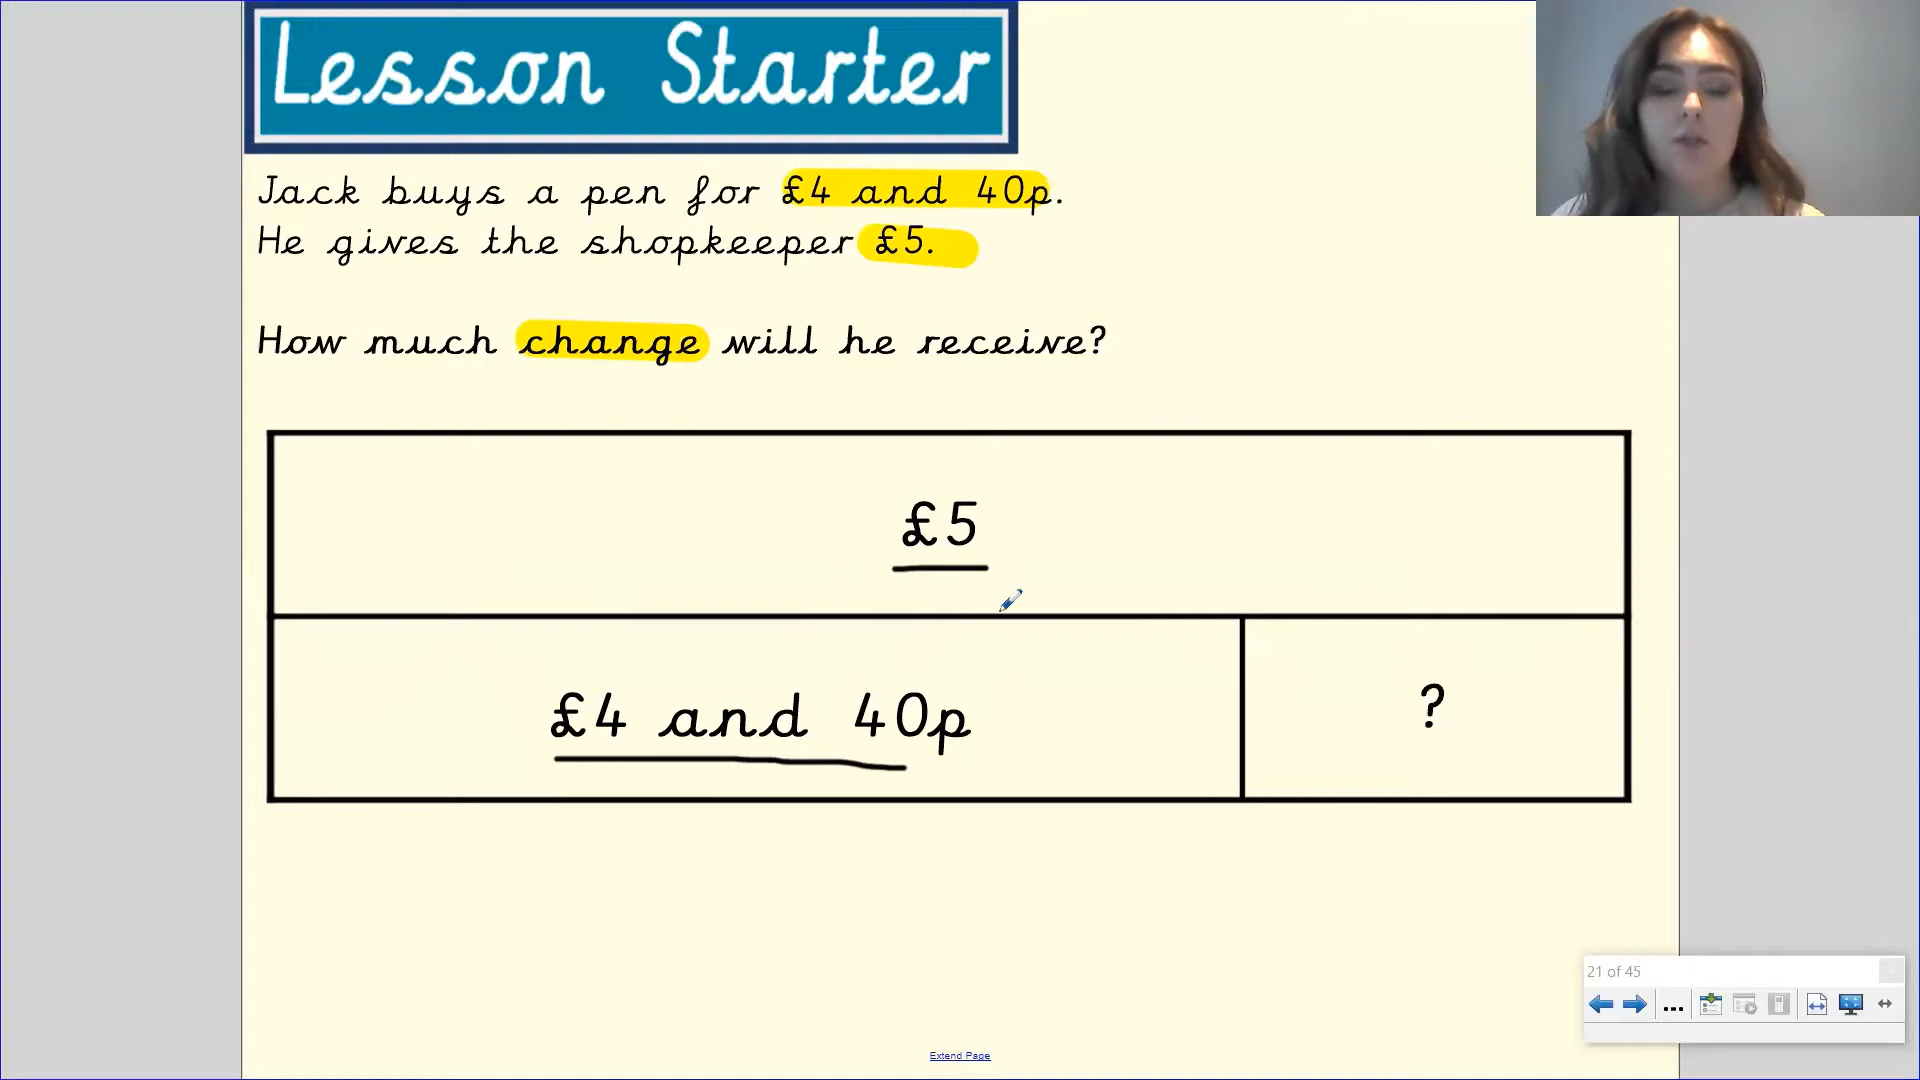 Lesson Starter
Jack buys a pen for £4 and 40p.
He gives the shopkeeper £5.
How much change will he receive?
£5
£4 and 40p
?
21 of 45
...
Extend Page